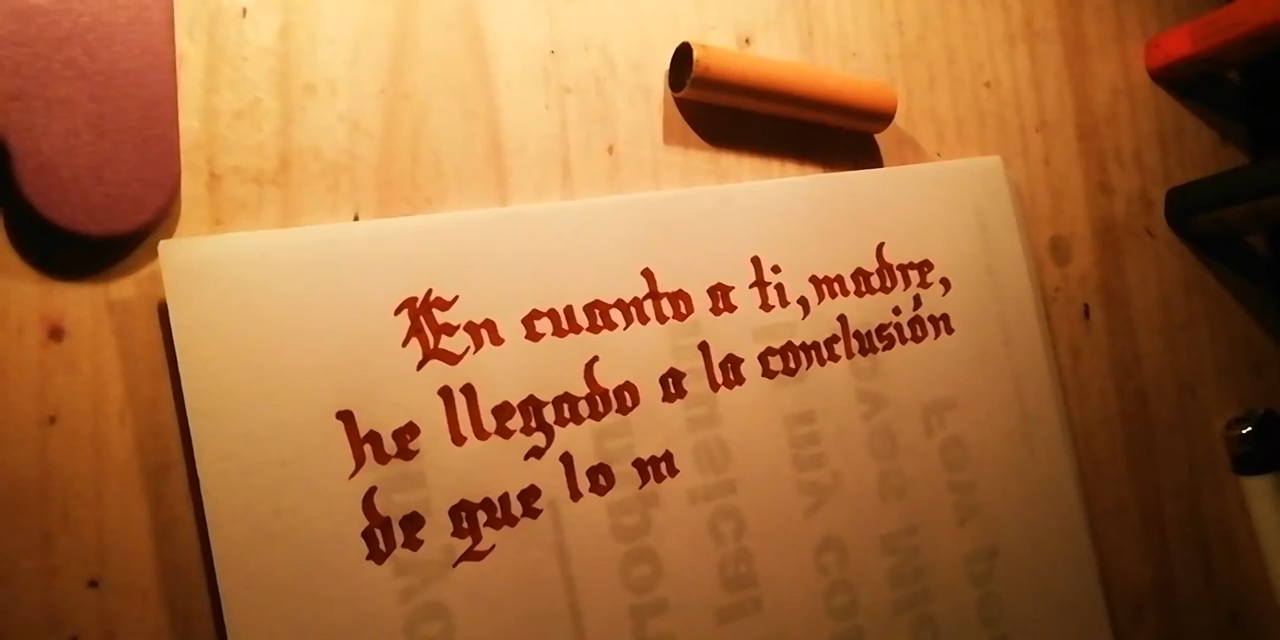 En cuanto a ti, madre,
he llegado a la conclusión
de que lo m